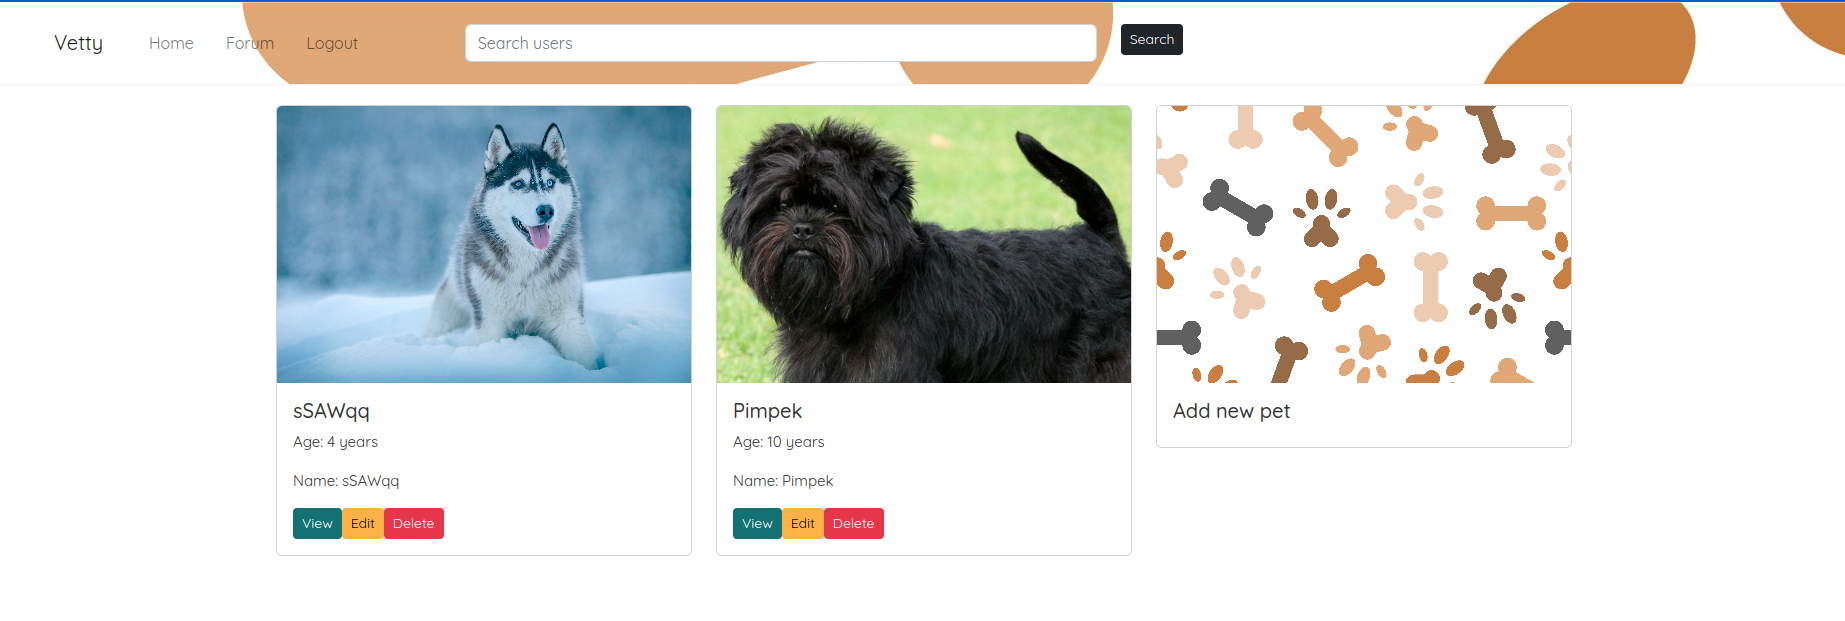 Vetty Home Forum Logout Search users Search
sSAWqq
Age: 4 years
Name: sSAWqq
View Edit Delete
Pimpek
Age: 10 years
Name: Pimpek
View Edit Delete
Add new pet